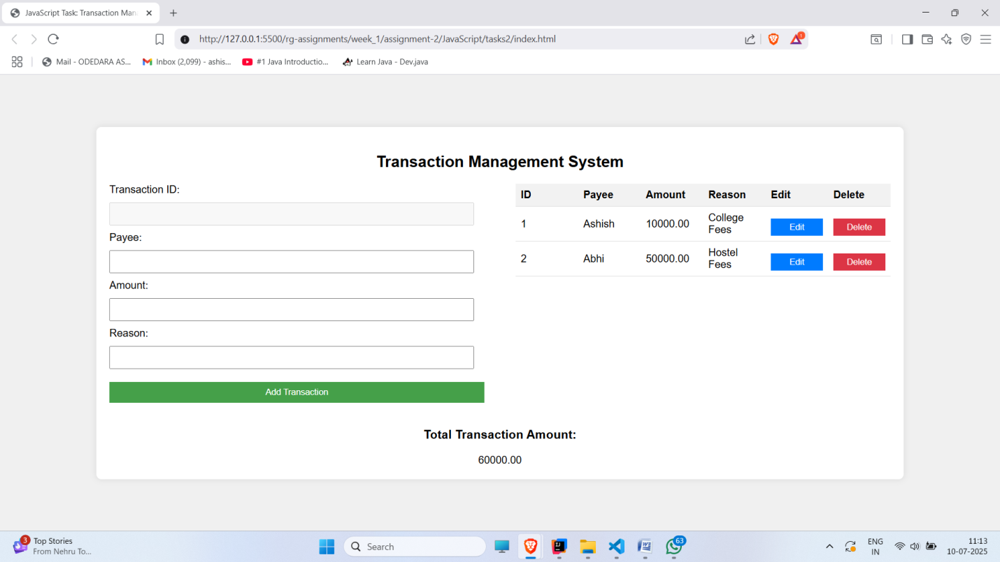 JavaScript Task: Transaction Man
http://127.0.0.1:5500/rg-assignments/week_1/assignment-2/JavaScript/tasks2/index.html
1
Mail - ODEDARA AS...
Inbox (2,099) - ashis...
#1 Java Introductio...
Learn Java - Dev.java
Transaction Management System
Transaction ID:
Payee:
Amount:
Reason:
Add Transaction
ID Payee Amount Reason Edit Delete
1 Ashish 10000.00 College Fees Edit Delete
2 Abhi 50000.00 Hostel Fees Edit Delete
Total Transaction Amount:
60000.00
3
Top Stories
From Nehru To...
Search
63
ENG
IN
11:13
10-07-2025